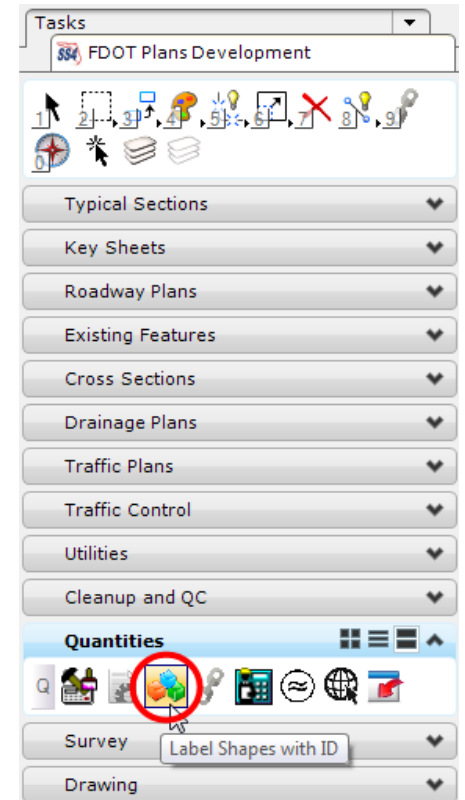 Tasks
SS4 FDOT Plans Development
1 2 3 4 5 6 7 8 9
0
Typical Sections
Key Sheets
Roadway Plans
Existing Features
Cross Sections
Drainage Plans
Traffic Plans
Traffic Control
Utilities
Cleanup and QC
Quantities
Q
Survey
Label Shapes with ID
Drawing